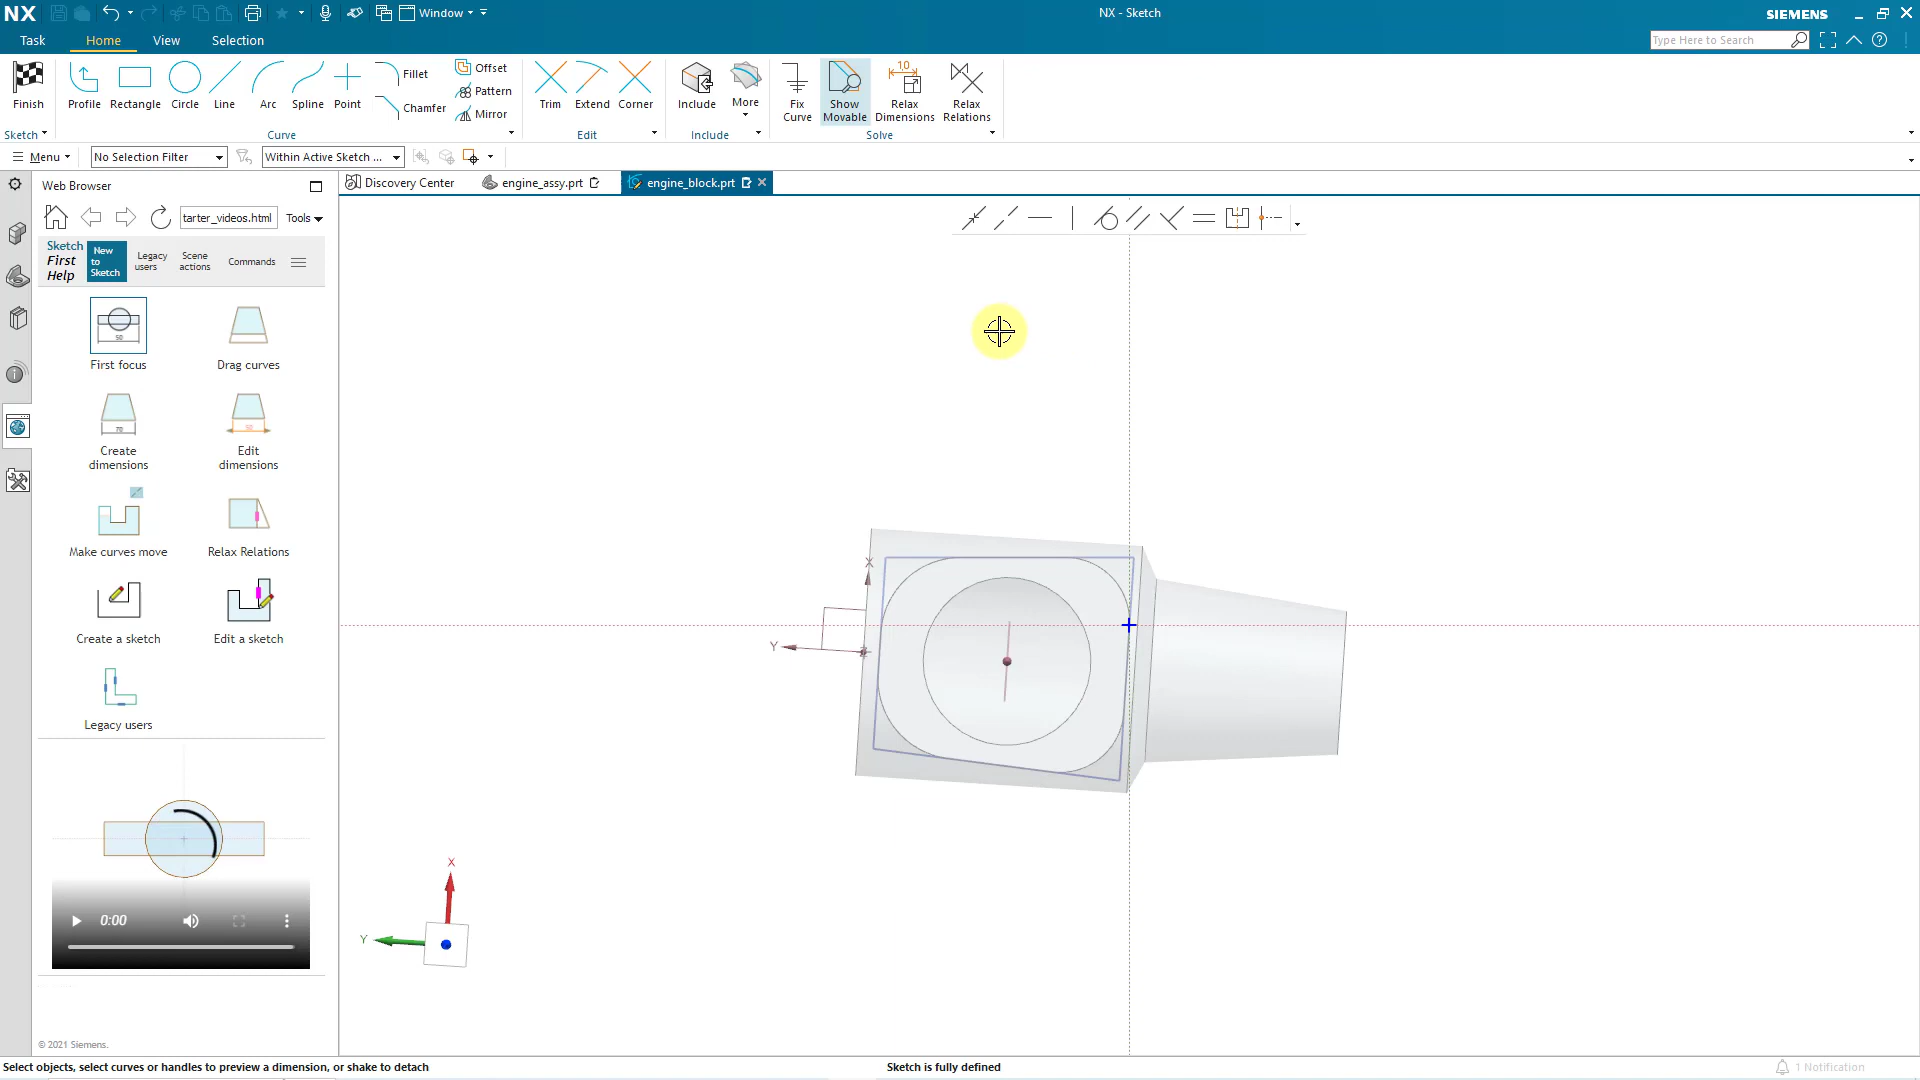 NX
Window
NX - Sketch
SIEMENS
Task
Home
View
Selection
Type Here to Search
Finish
Profile
Rectangle
Circle
Line
Arc
Spline
Point
Fillet
Chamfer
Offset
Pattern
Mirror
Trim
Extend
Corner
Include
More
Fix
Curve
Show
Movable
1,0
Relax
Dimensions
Relax
Relations
Sketch
Curve
Edit
Include
Solve
Menu
No Selection Filter
Within Active Sketch ...
Web Browser
Discovery Center
engine_assy.prt
engine_block.prt
tarter_videos.html
Tools
Sketch
First
Help
New
to
Sketch
Legacy
users
Scene
actions
Commands
50
First focus
Drag curves
70
Create
dimensions
50
Edit
dimensions
Make curves move
Relax Relations
Create a sketch
Edit a sketch
Legacy users
0:00
© 2021 Siemens.
X
Y
Z
X
Y
Select objects, select curves or handles to preview a dimension, or shake to detach
Sketch is fully defined
1 Notification